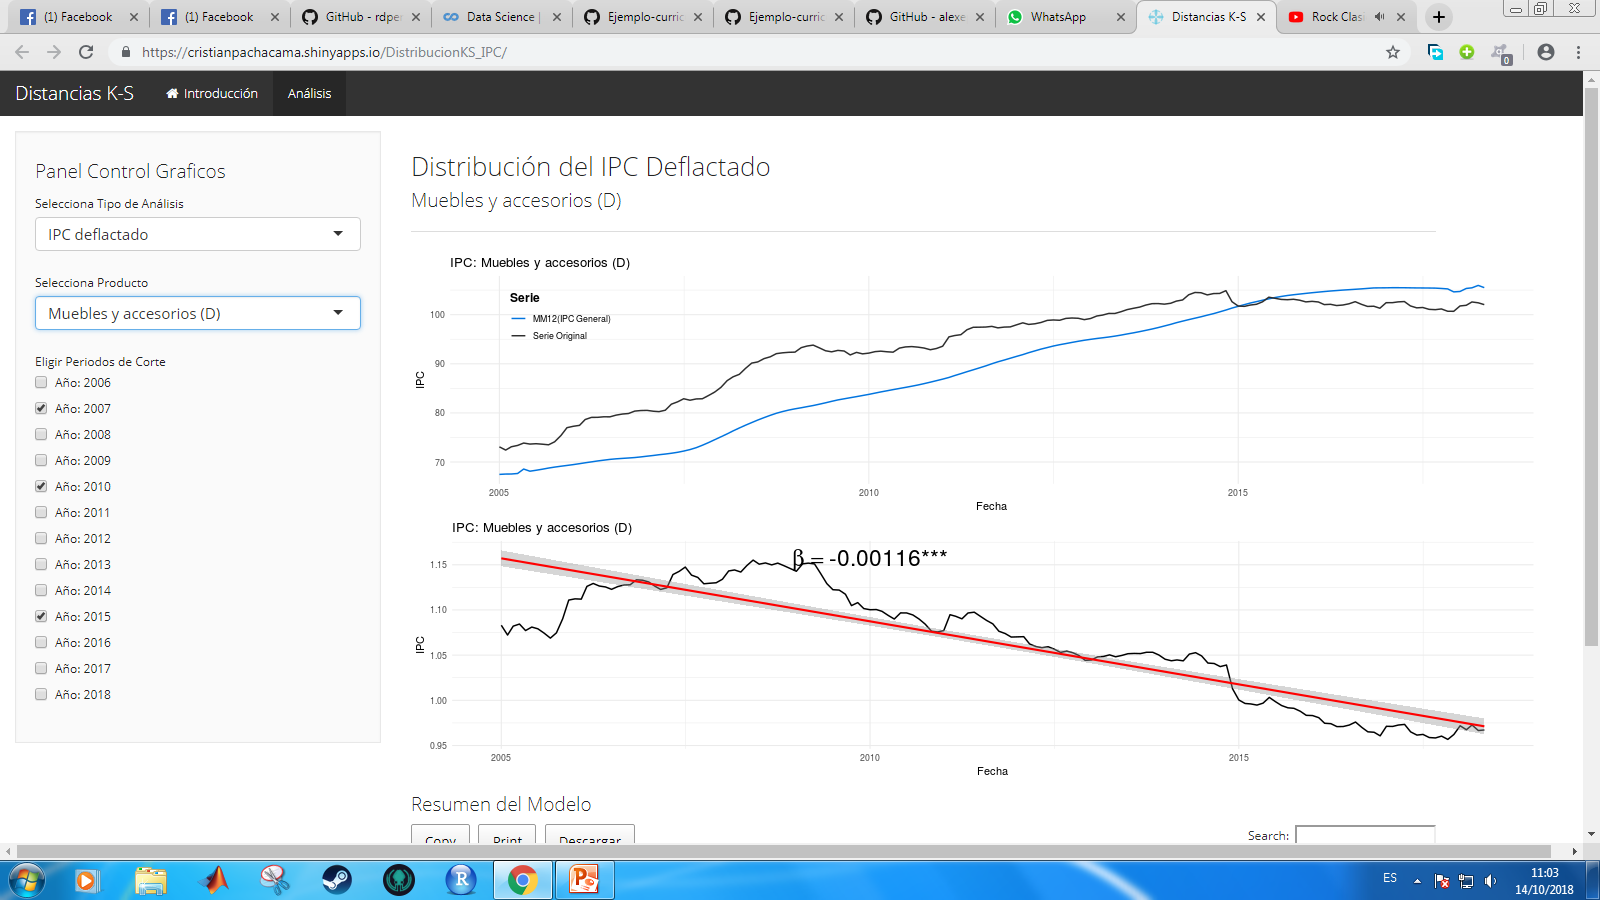 (1) Facebook
(1) Facebook
GitHub - rdpe
Data Science |
Ejemplo-curric
Ejemplo-curric
GitHub - alexe
WhatsApp
Distancias K-S
Rock Clasi
https://cristianpachacama.shinyapps.io/DistribucionKS_IPC/
0
Distancias K-S
Introducción
Análisis
Panel Control Graficos
Selecciona Tipo de Análisis
IPC deflactado
Selecciona Producto
Muebles y accesorios (D)
Eligir Periodos de Corte
Año: 2006
Año: 2007
Año: 2008
Año: 2009
Año: 2010
Año: 2011
Año: 2012
Año: 2013
Año: 2014
Año: 2015
Año: 2016
Año: 2017
Año: 2018
Distribución del IPC Deflactado
Muebles y accesorios (D)
IPC: Muebles y accesorios (D)
Serie
MM12(IPC General)
Serie Original
100
90
80
70
IPC
2005
2010
2015
Fecha
IPC: Muebles y accesorios (D)
β = -0.00116***
1.15
1.10
1.05
1.00
0.95
IPC
2005
2010
2015
Fecha
Resumen del Modelo
Copy
Print
Descargar
Search:
ES
11:03
14/10/2018